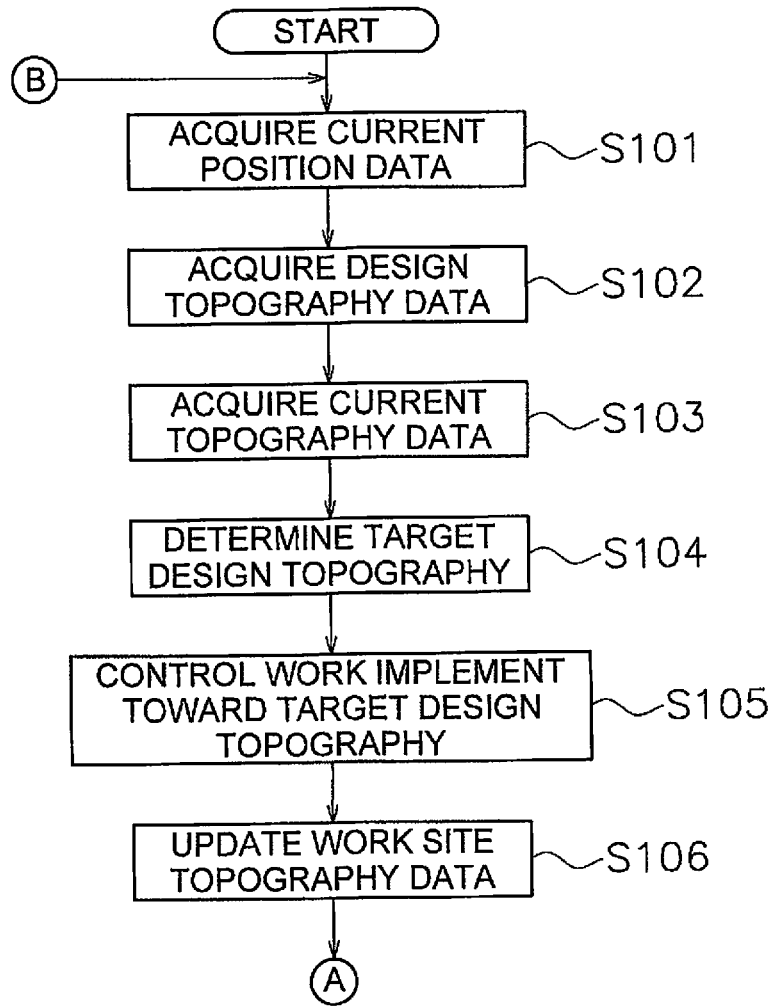 START
B
ACQUIRE CURRENT
POSITION DATA
S101
ACQUIRE DESIGN
TOPOGRAPHY DATA
S102
ACQUIRE CURRENT
TOPOGRAPHY DATA
S103
DETERMINE TARGET
DESIGN TOPOGRAPHY
S104
CONTROL WORK IMPLEMENT
TOWARD TARGET DESIGN
TOPOGRAPHY
S105
UPDATE WORK SITE
TOPOGRAPHY DATA
S106
A